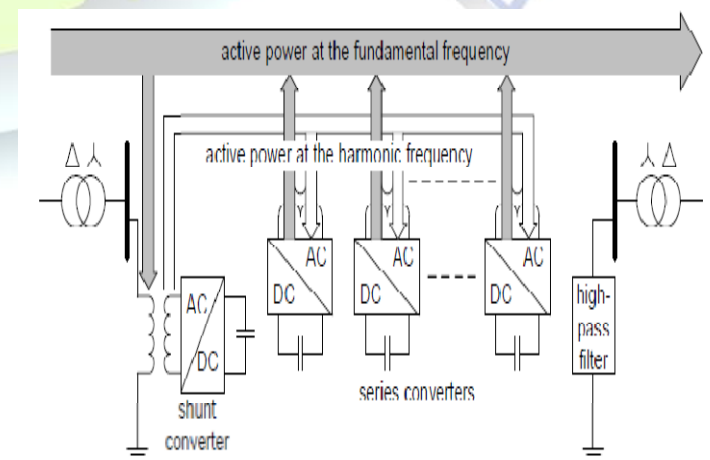 active power at the fundamental frequency
active power at the harmonic frequency
AC
DC
AC
DC
AC
DC
AC
DC
high-
pass
filter
series converters
shunt
converter